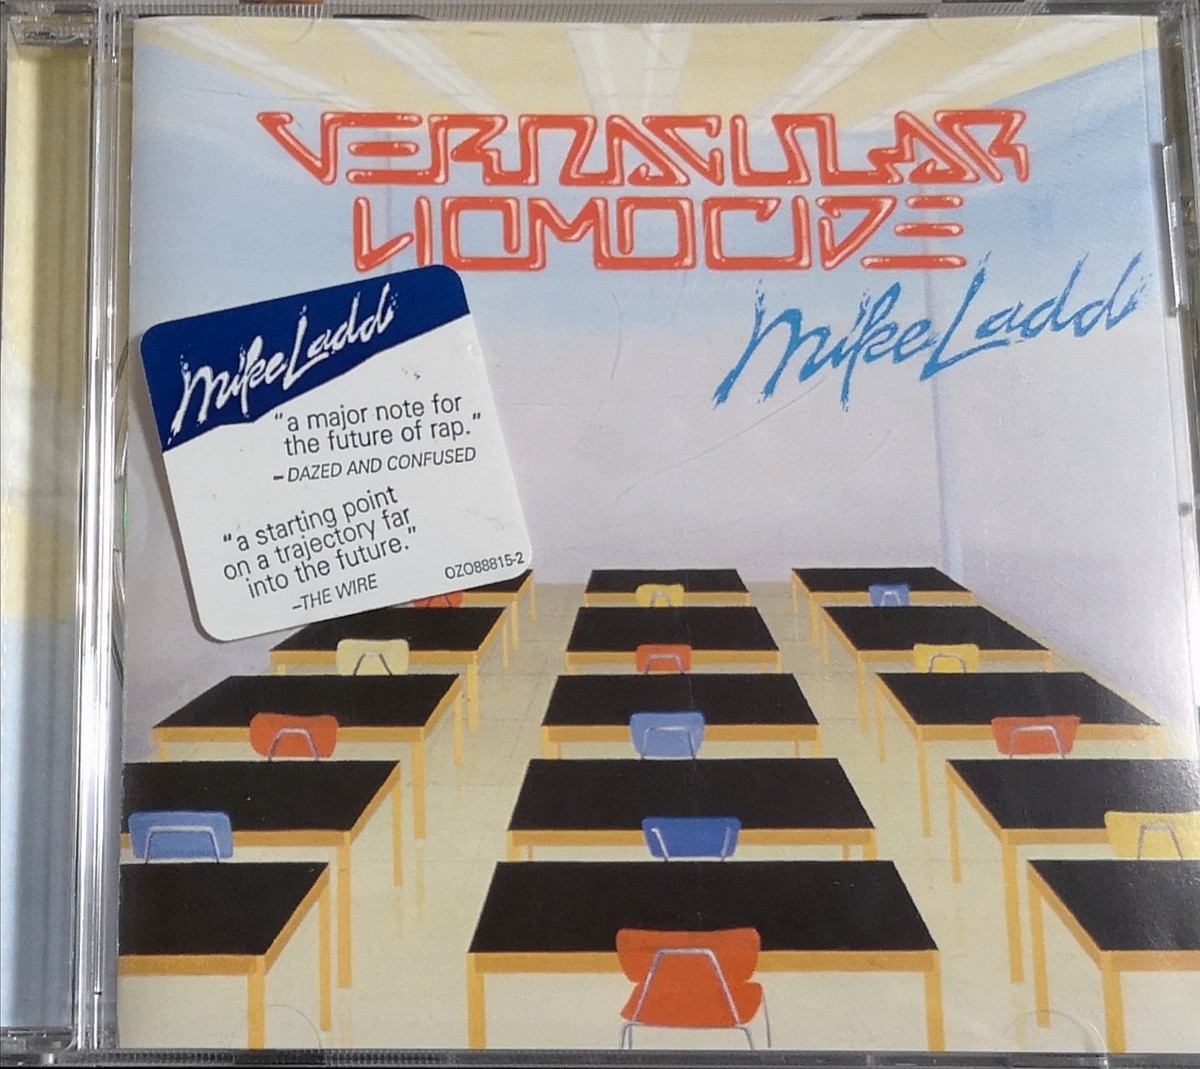 VERNACULAR
HOMOCIDE
Mike Ladd
Mike Ladd
"a major note for
the future of rap."
–DAZED AND CONFUSED
"a starting point
on a trajectory far
into the future."
–THE WIRE
OZO88815-2